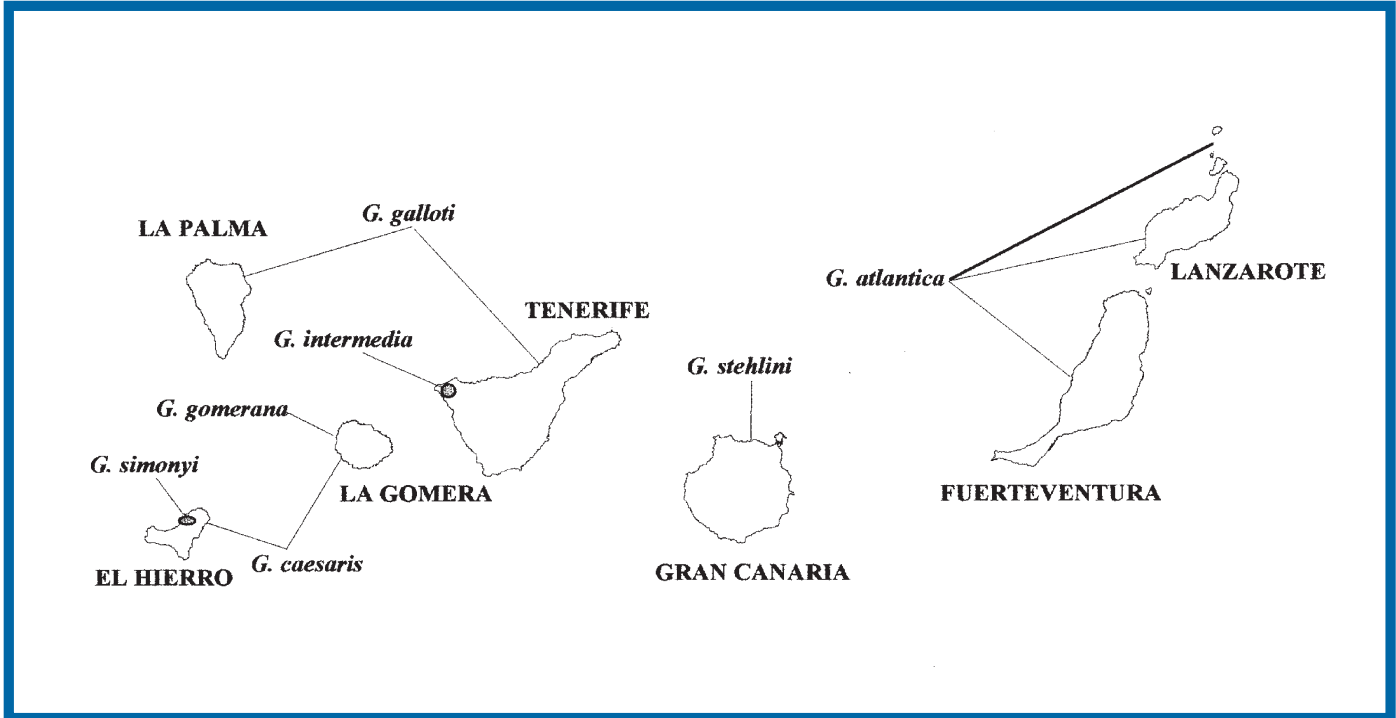 G. galloti
LA PALMA
G. atlantica
LANZAROTE
TENERIFE
G. intermedia
G. stehlini
G. gomerana
G. simonyi
LA GOMERA
FUERTEVENTURA
G. caesaris
EL HIERRO
GRAN CANARIA